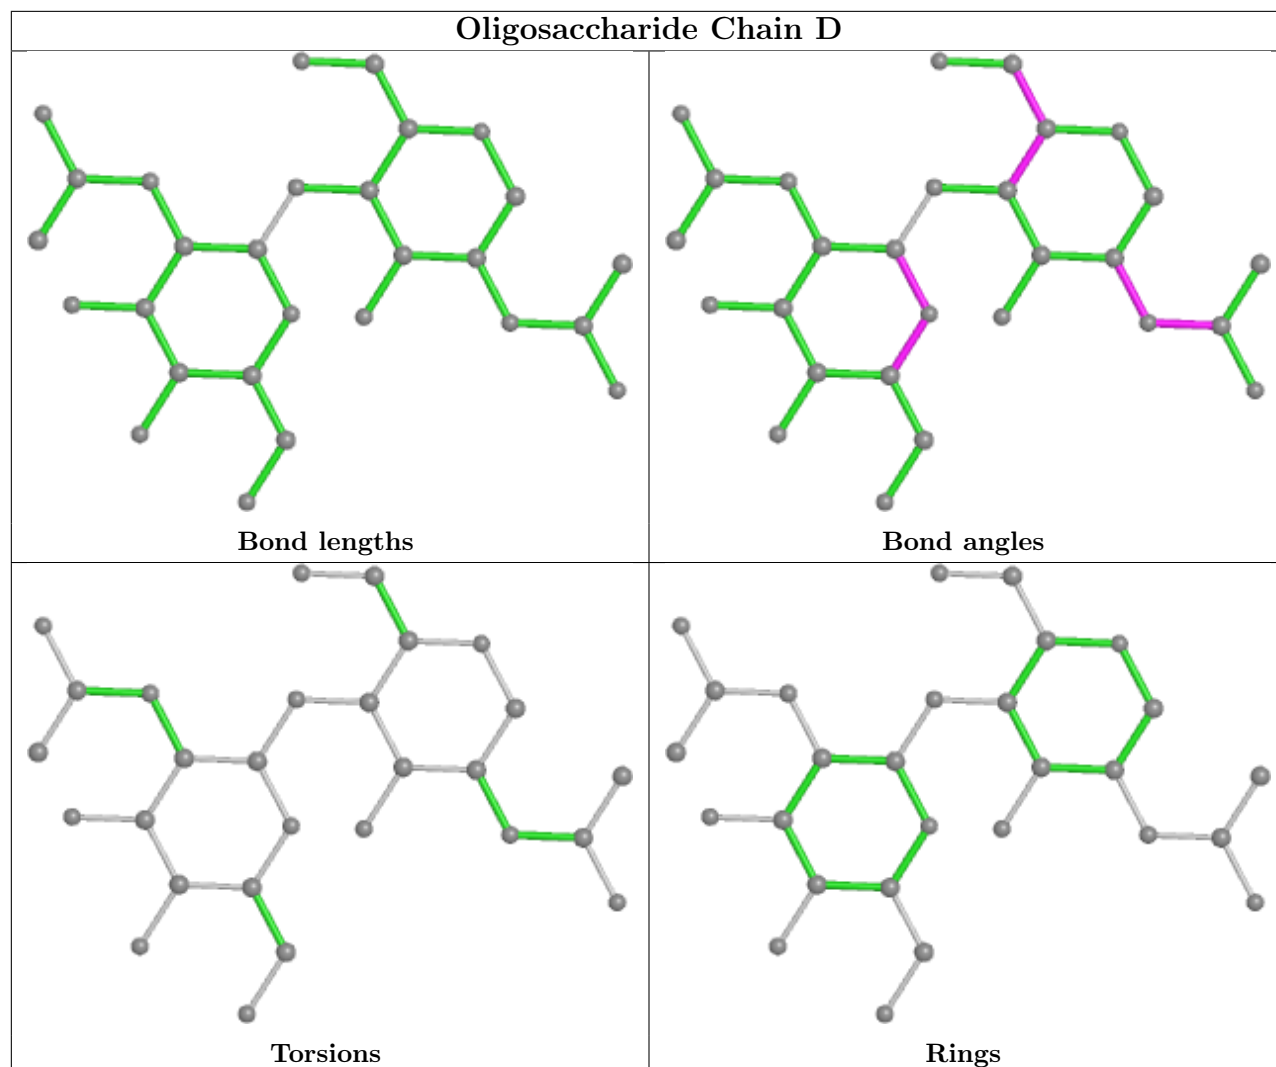 Oligosaccharide Chain D
Bond lengths
Bond angles
Torsions
Rings